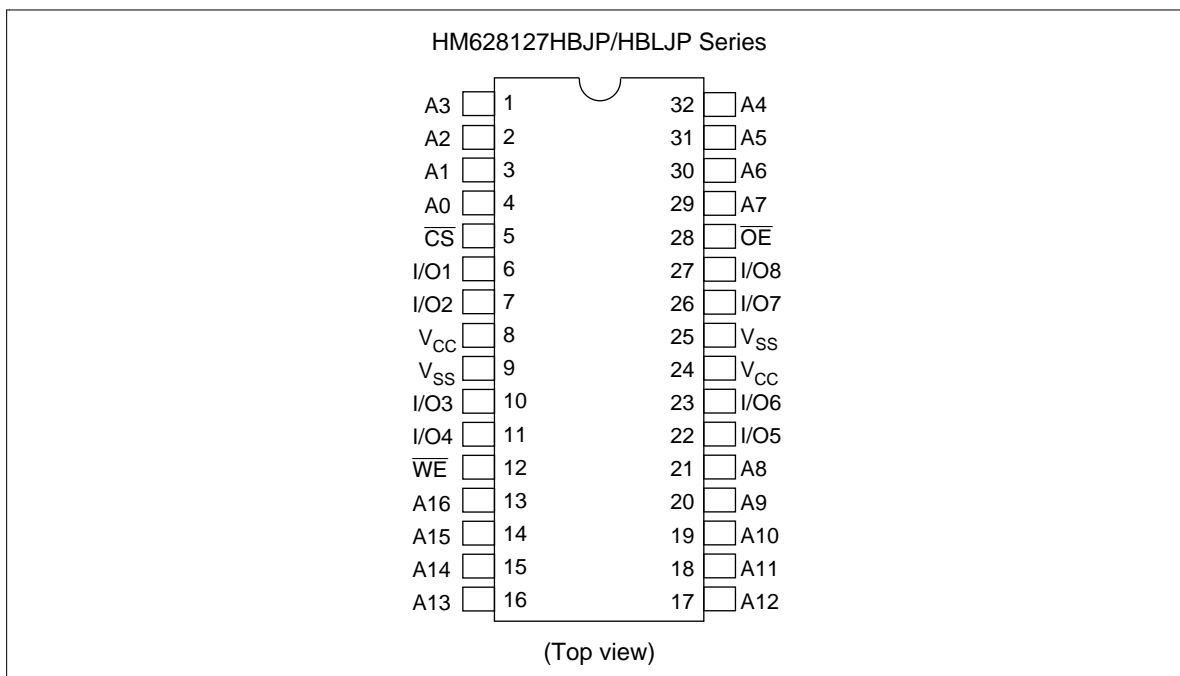 HM628127HBJP/HBLJP Series
A3 1 32 A4
A2 2 31 A5
A1 3 30 A6
A0 4 29 A7
C̅S̅ 5 28 O̅E̅
I/O1 6 27 I/O8
I/O2 7 26 I/O7
VCC 8 25 VSS
VSS 9 24 VCC
I/O3 10 23 I/O6
I/O4 11 22 I/O5
W̅E̅ 12 21 A8
A16 13 20 A9
A15 14 19 A10
A14 15 18 A11
A13 16 17 A12
(Top view)